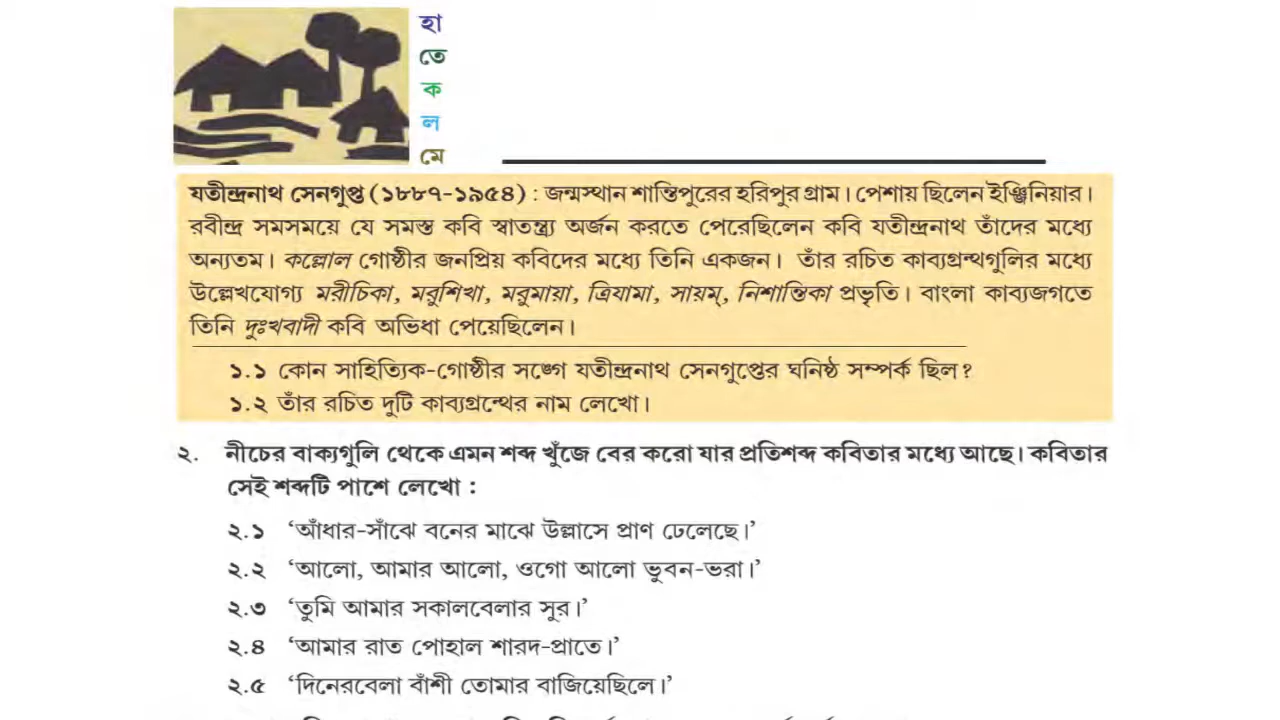 হা
তে
ক
ল
মে
যতীন্দ্রনাথ সেনগুপ্ত (১৮৮৭-১৯৫৪) : জন্মস্থান শান্তিপুরের হরিপুর গ্রাম। পেশায় ছিলেন ইঞ্জিনিয়ার।
রবীন্দ্র সমসময়ে যে সমস্ত কবি স্বাতন্ত্র্য অর্জন করতে পেরেছিলেন কবি যতীন্দ্রনাথ তাঁদের মধ্যে
অন্যতম। কল্লোল গোষ্ঠীর জনপ্রিয় কবিদের মধ্যে তিনি একজন। তাঁর রচিত কাব্যগ্রন্থগুলির মধ্যে
উল্লেখযোগ্য মরীচিকা, মরুশিখা, মরুমায়া, ত্রিযামা, সায়ম্, নিশান্তিকা প্রভৃতি। বাংলা কাব্যজগতে
তিনি দুঃখবাদী কবি অভিধা পেয়েছিলেন।
১.১ কোন সাহিত্যিক-গোষ্ঠীর সঙ্গে যতীন্দ্রনাথ সেনগুপ্তের ঘনিষ্ঠ সম্পর্ক ছিল?
১.২ তাঁর রচিত দুটি কাব্যগ্রন্থের নাম লেখো।
২. নীচের বাক্যগুলি থেকে এমন শব্দ খুঁজে বের করো যার প্রতিশব্দ কবিতার মধ্যে আছে। কবিতার
সেই শব্দটি পাশে লেখো :
২.১ ‘আঁধার-সাঁঝে বনের মাঝে উল্লাসে প্রাণ ঢেলেছে।’
২.২ ‘আলো, আমার আলো, ওগো আলো ভুবন-ভরা।’
২.৩ ‘তুমি আমার সকালবেলার সুর।’
২.৪ ‘আমার রাত পোহাল শারদ-প্রাতে।’
২.৫ ‘দিনেরবেলা বাঁশী তোমার বাজিয়েছিলে।’